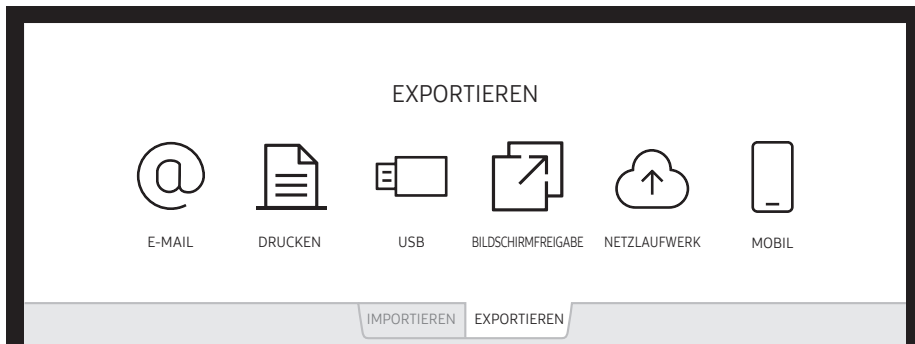 EXPORTIEREN
E-MAIL DRUCKEN USB BILDSCHIRMFREIGABE NETZLAUFWERK MOBIL
IMPORTIEREN EXPORTIEREN